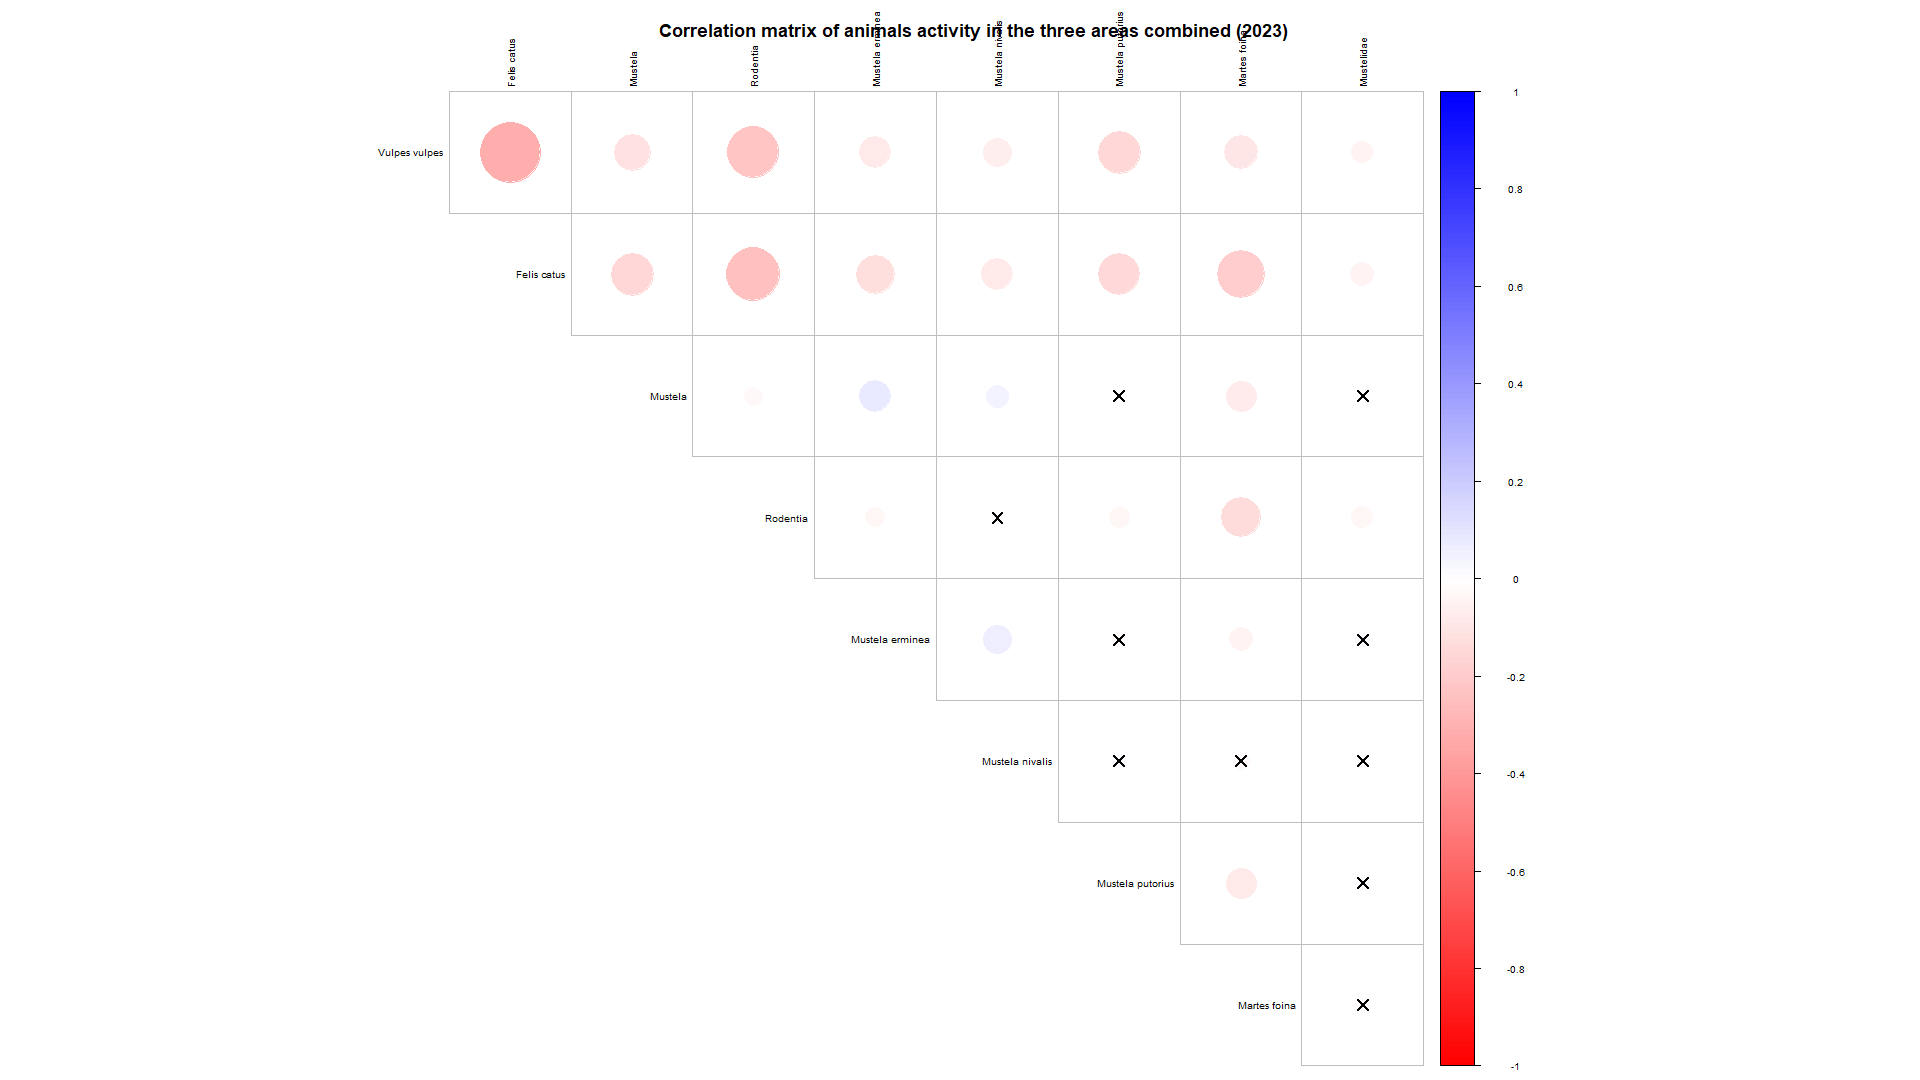 Correlation matrix of animals activity in the three areas combined (2023)
Felis catus
Mustela
Rodentia
Mustela erminea
Mustela nivalis
Mustela putorius
Martes foina
Mustelidae
Vulpes vulpes
Felis catus
Mustela
Rodentia
Mustela erminea
Mustela nivalis
Mustela putorius
Martes foina
1
0.8
0.6
0.4
0.2
0
-0.2
-0.4
-0.6
-0.8
-1